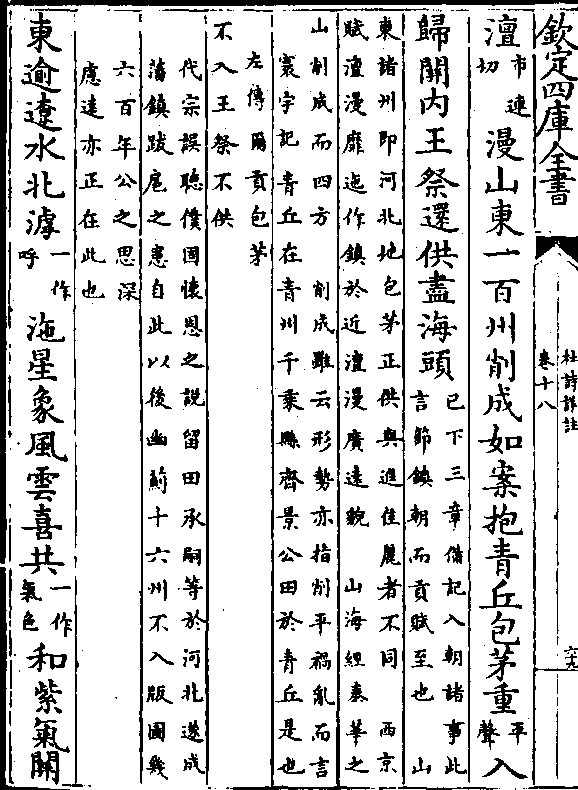 欽定四庫全書
杜詩詳註
卷十八
澶市連切漫山東一百州削成如案抱青丘包茅重平聲入
歸關内王祭還供盡海頭
已下三章備記入朝諸事此
言節鎮朝而貢賦至也　山
東諸州即河北地包茅正供與進佳麗者不同　西京
賦澶漫靡迤作鎮於近澶漫廣遠貌　山海經泰華之
山削成而四方　削成雖云形勢亦指削平禍亂而言
寰宇記青丘在青州千乘縣齊景公田於青丘是也
左傳爾貢包茅
不入王祭不供
代宗誤聽僕固懷恩之說留田承嗣等於河北遂成
藩鎮跋扈之患自此以後幽薊十六州不入版圖幾
六百年公之思深
慮遠亦正在此也
東逾遼水北滹一作呼沲星象風雲喜共一作氣色和紫氣關